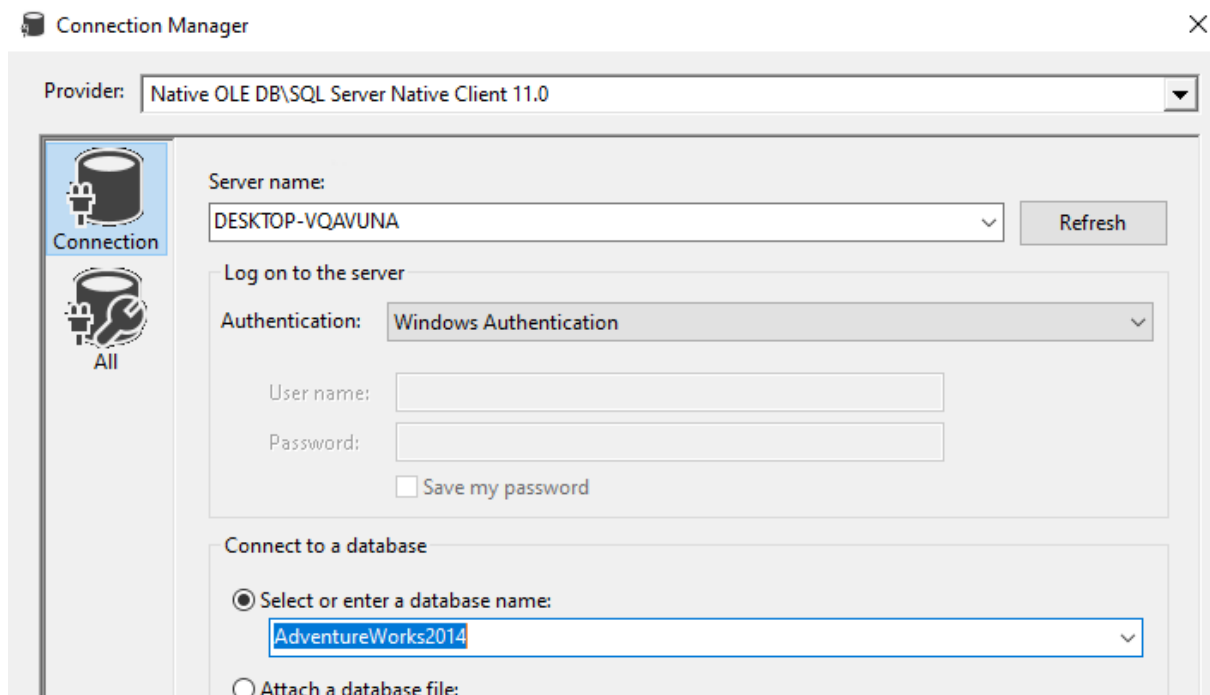 Connection Manager
Provider: Native OLE DB\SQL Server Native Client 11.0
Connection
All
Server name:
DESKTOP-VQAVUNA
Refresh
Log on to the server
Authentication: Windows Authentication
User name:
Password:
Save my password
Connect to a database
Select or enter a database name:
AdventureWorks2014
Attach a database file: